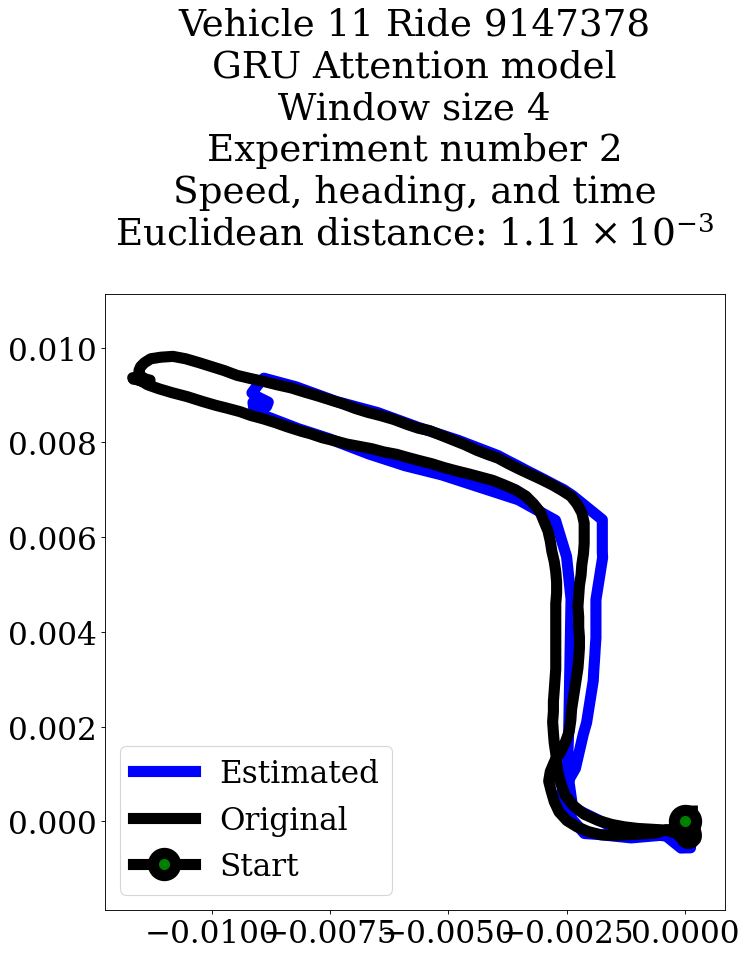 Vehicle 11 Ride 9147378
GRU Attention model
Window size 4
Experiment number 2
Speed, heading, and time
Euclidean distance: 1.11 × 10⁻³
0.010
0.008
0.006
0.004
0.002
0.000
Estimated
Original
Start
−0.0100 −0.0075 −0.0050 −0.0025 0.0000